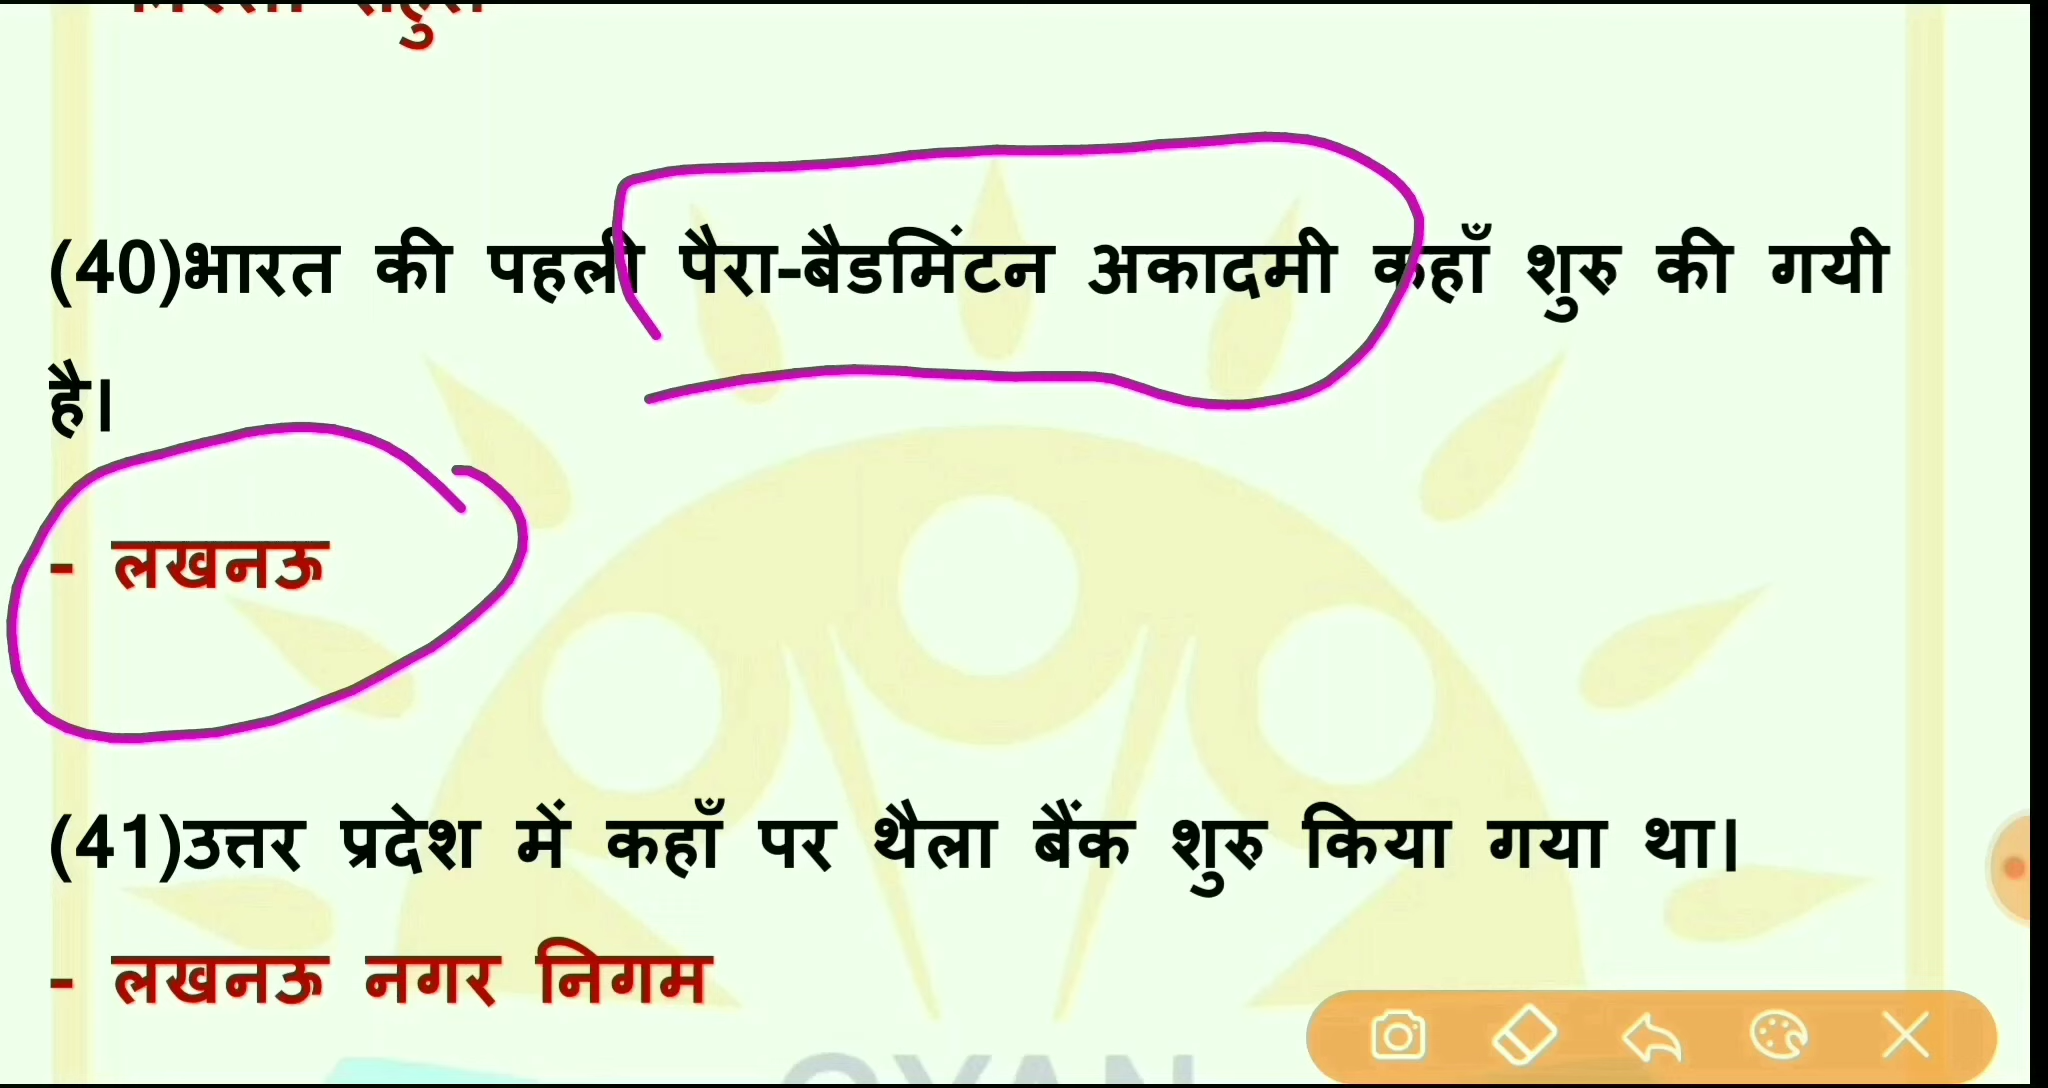 (40)भारत की पहली पैरा-बैडमिंटन अकादमी कहाँ शुरु की गयी
है।
- लखनऊ
(41)उत्तर प्रदेश में कहाँ पर थैला बैंक शुरु किया गया था।
- लखनऊ नगर निगम
GYAN